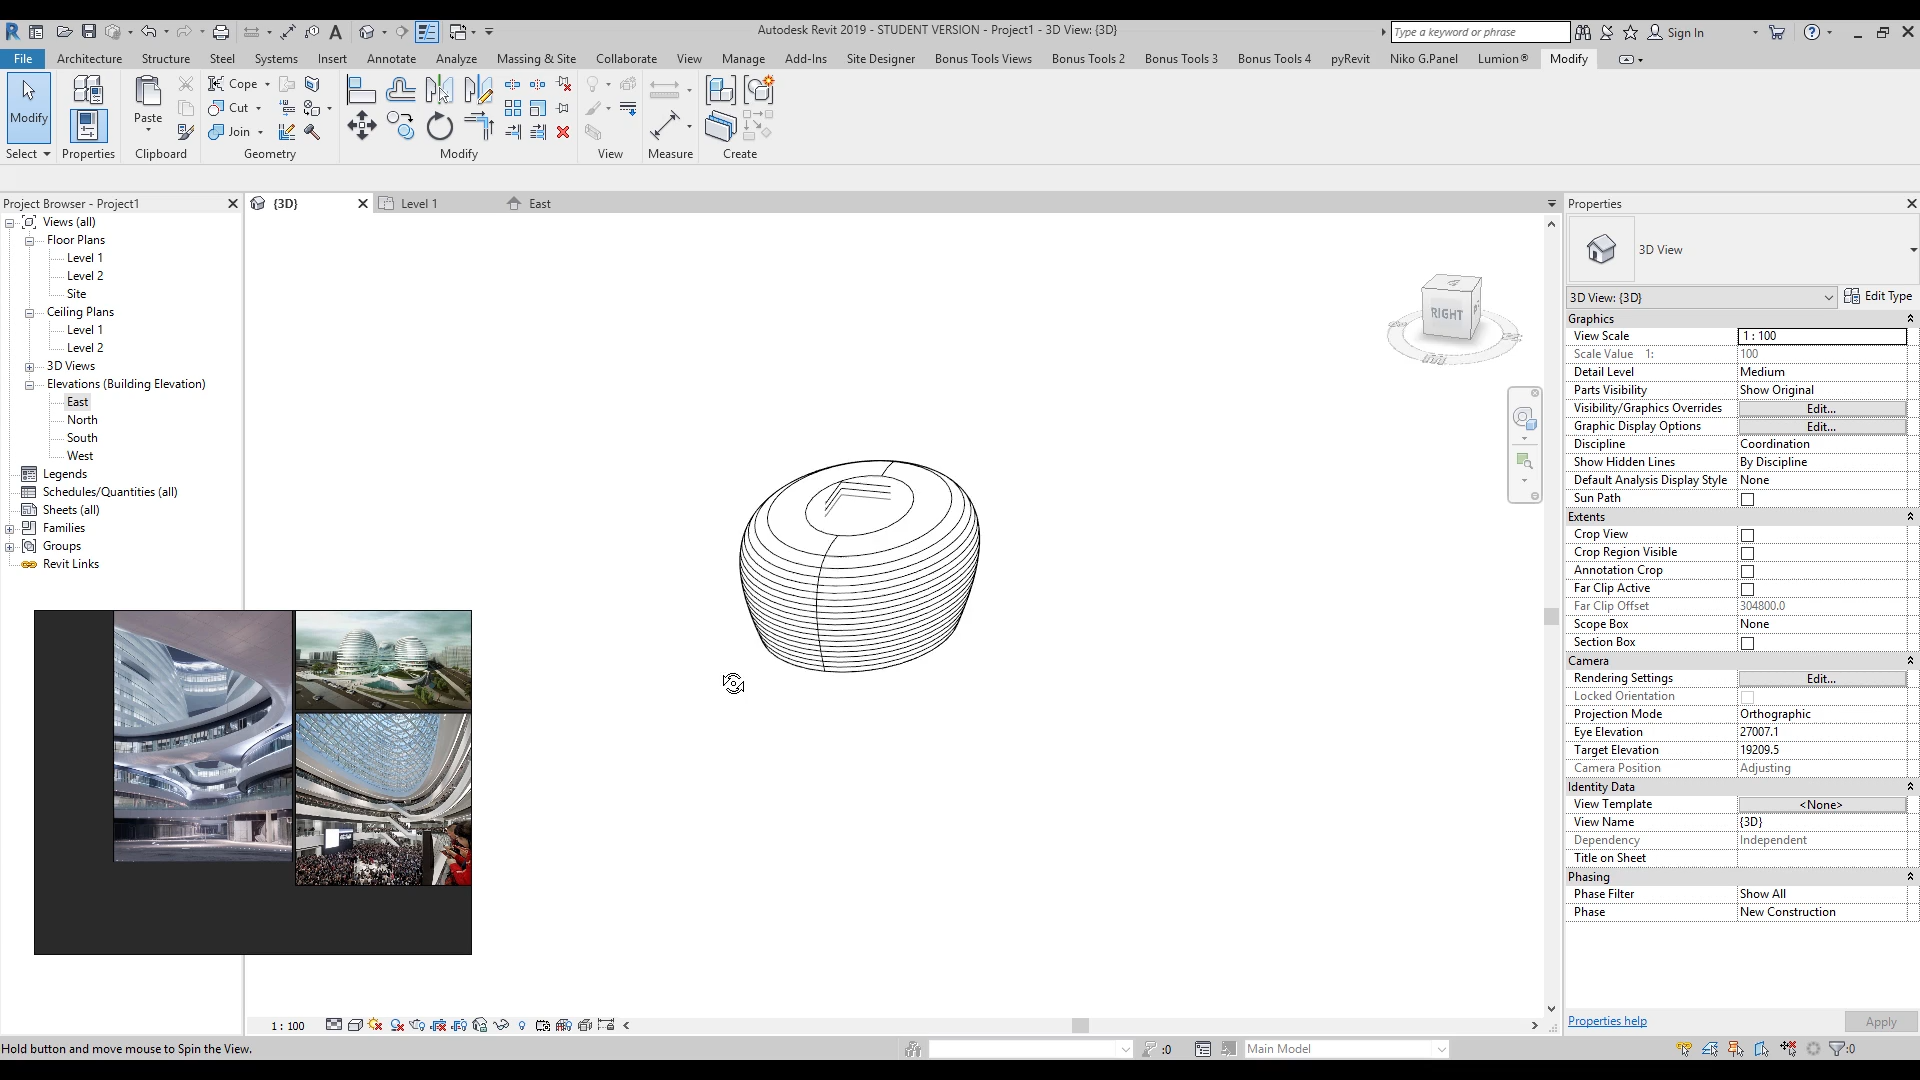 Autodesk Revit 2019 - STUDENT VERSION - Project1 - 3D View: {3D}
Type a keyword or phrase
Sign In
File Architecture Structure Steel Systems Insert Annotate Analyze Massing & Site Collaborate View Manage Add-Ins Site Designer Bonus Tools Views Bonus Tools 2 Bonus Tools 3 Bonus Tools 4 pyRevit Niko G.Panel Lumion® Modify
Modify
Paste
Cope
Cut
Join
Select Properties Clipboard Geometry Modify View Measure Create
Project Browser - Project1
Views (all)
Floor Plans
Level 1
Level 2
Site
Ceiling Plans
Level 1
Level 2
3D Views
Elevations (Building Elevation)
East
North
South
West
Legends
Schedules/Quantities (all)
Sheets (all)
Families
Groups
Revit Links
{3D} Level 1 East
RIGHT
Properties
3D View
3D View: {3D} Edit Type
Graphics
View Scale 1 : 100
Scale Value 1: 100
Detail Level Medium
Parts Visibility Show Original
Visibility/Graphics Overrides Edit...
Graphic Display Options Edit...
Discipline Coordination
Show Hidden Lines By Discipline
Default Analysis Display Style None
Sun Path
Extents
Crop View
Crop Region Visible
Annotation Crop
Far Clip Active
Far Clip Offset 304800.0
Scope Box None
Section Box
Camera
Rendering Settings Edit...
Locked Orientation
Projection Mode Orthographic
Eye Elevation 27007.1
Target Elevation 19209.5
Camera Position Adjusting
Identity Data
View Template <None>
View Name {3D}
Dependency Independent
Title on Sheet
Phasing
Phase Filter Show All
Phase New Construction
Properties help Apply
1 : 100
Hold button and move mouse to Spin the View.
:0
Main Model
:0